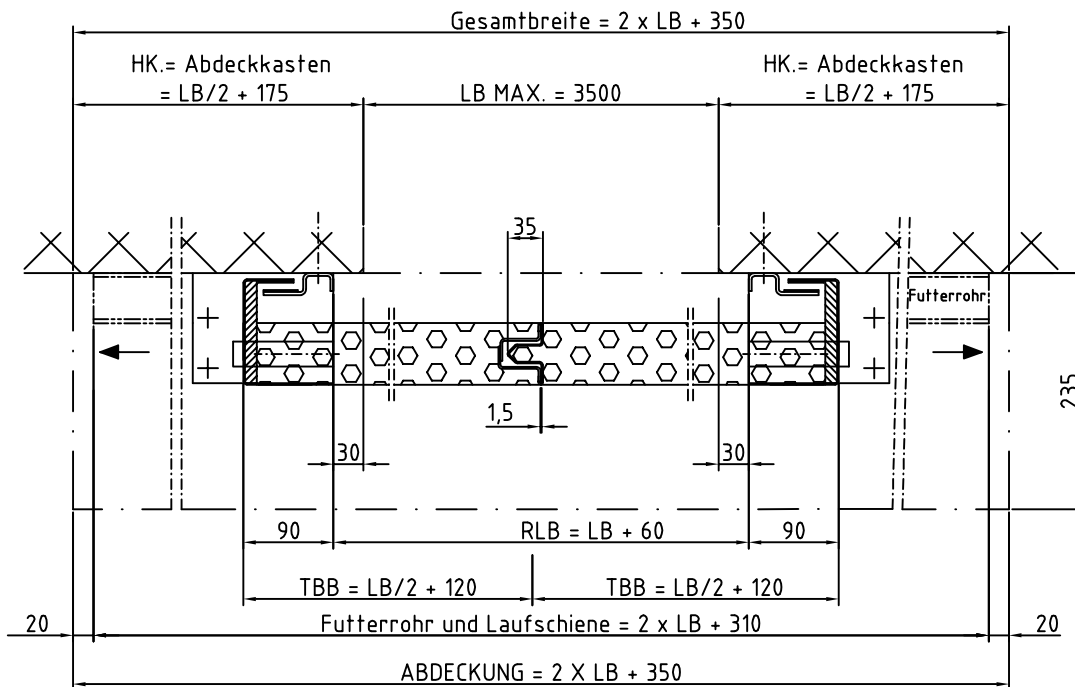 Gesamtbreite = 2 x LB + 350
HK.= Abdeckkasten
= LB/2 + 175
LB MAX. = 3500
HK.= Abdeckkasten
= LB/2 + 175
35
Futterrohr
235
1,5
30
30
90
RLB = LB + 60
90
TBB = LB/2 + 120
TBB = LB/2 + 120
20
Futterrohr und Laufschiene = 2 x LB + 310
20
ABDECKUNG = 2 X LB + 350